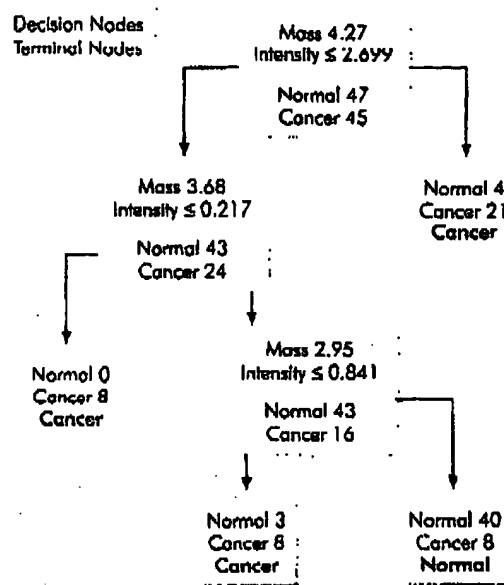 Decision Nodes
Terminal Nodes
Mass 4.27
Intensity ≤ 2.699
Normal 47
Cancer 45
Mass 3.68
Intensity ≤ 0.217
Normal 43
Cancer 24
Normal 4
Cancer 21
Cancer
Normal 0
Cancer 8
Cancer
Mass 2.95
Intensity ≤ 0.841
Normal 43
Cancer 16
Normal 3
Cancer 8
Cancer
Normal 40
Cancer 8
Normal